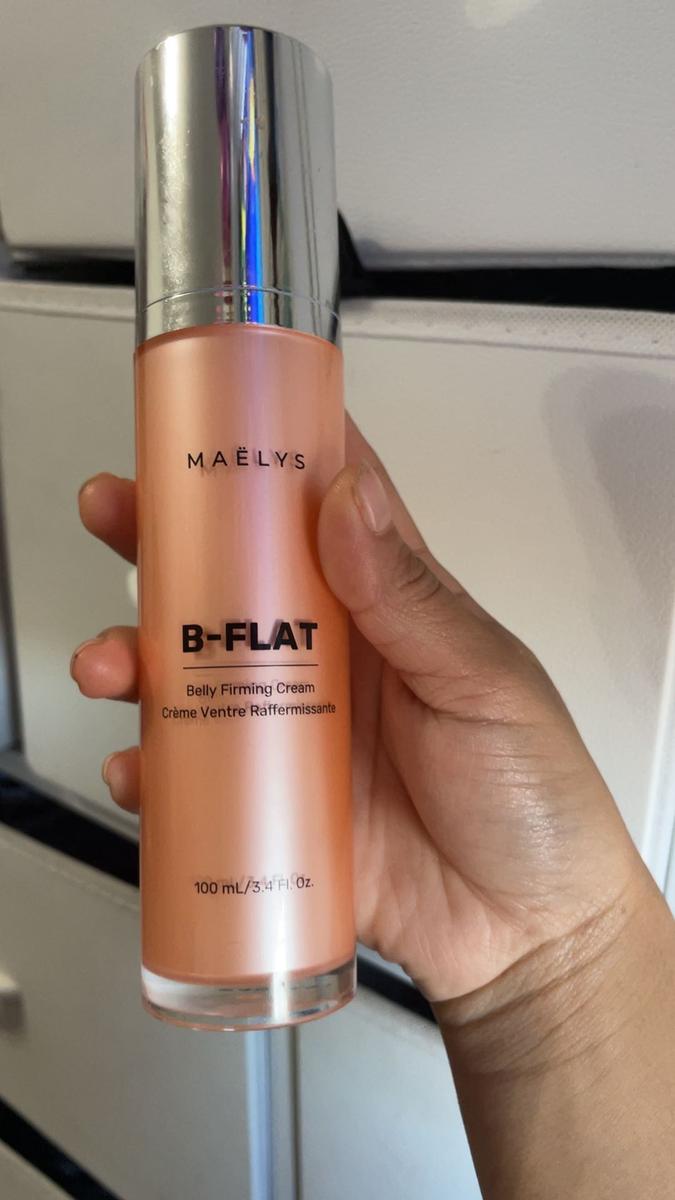 MAËLYS
B-FLAT
Belly Firming Cream
Crème Ventre Raffermissante
100 mL/3.4 Fl. Oz.